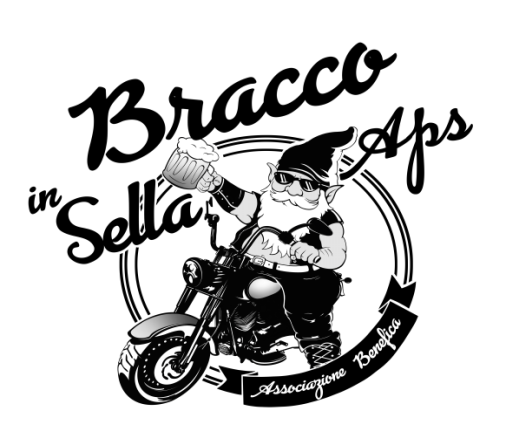 Bracco
in Sella Aps
Associazione Benefica